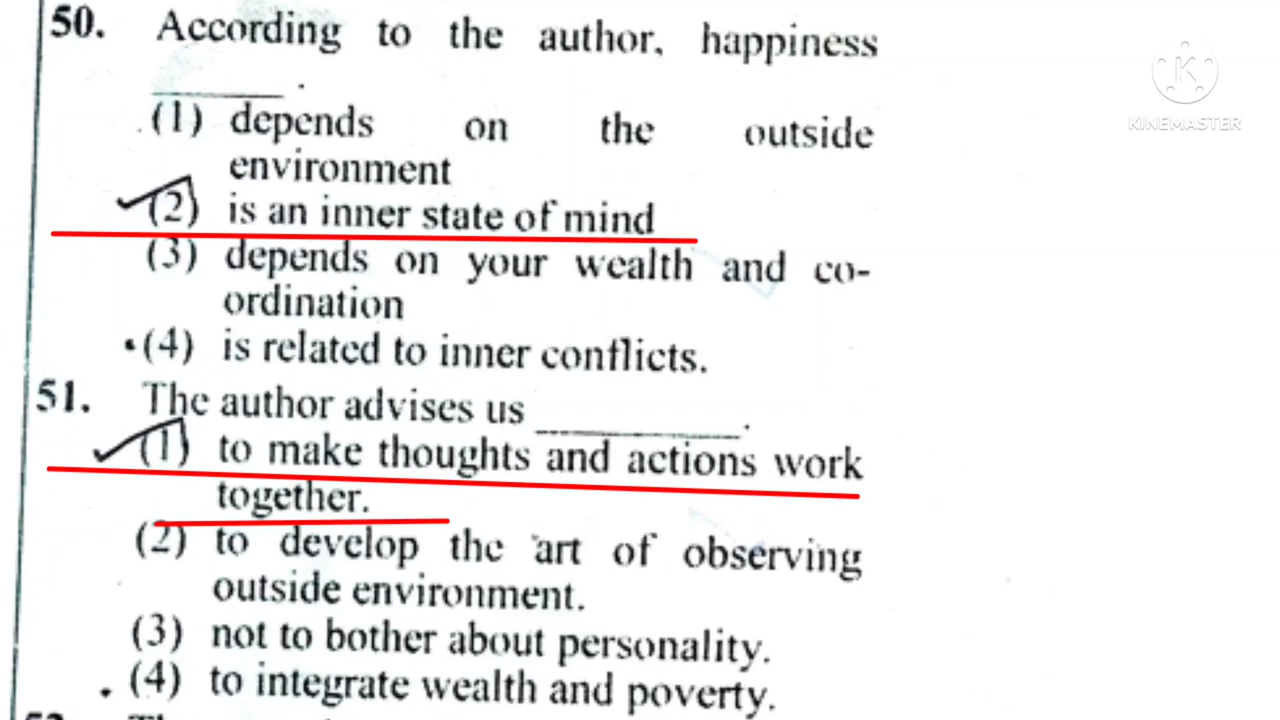 50. According to the author, happiness
______ .
(1) depends on the outside
environment
(2) is an inner state of mind
(3) depends on your wealth and co-
ordination
(4) is related to inner conflicts.
51. The author advises us ______ .
(1) to make thoughts and actions work
together.
(2) to develop the art of observing
outside environment.
(3) not to bother about personality.
(4) to integrate wealth and poverty.
K
KINEMASTER